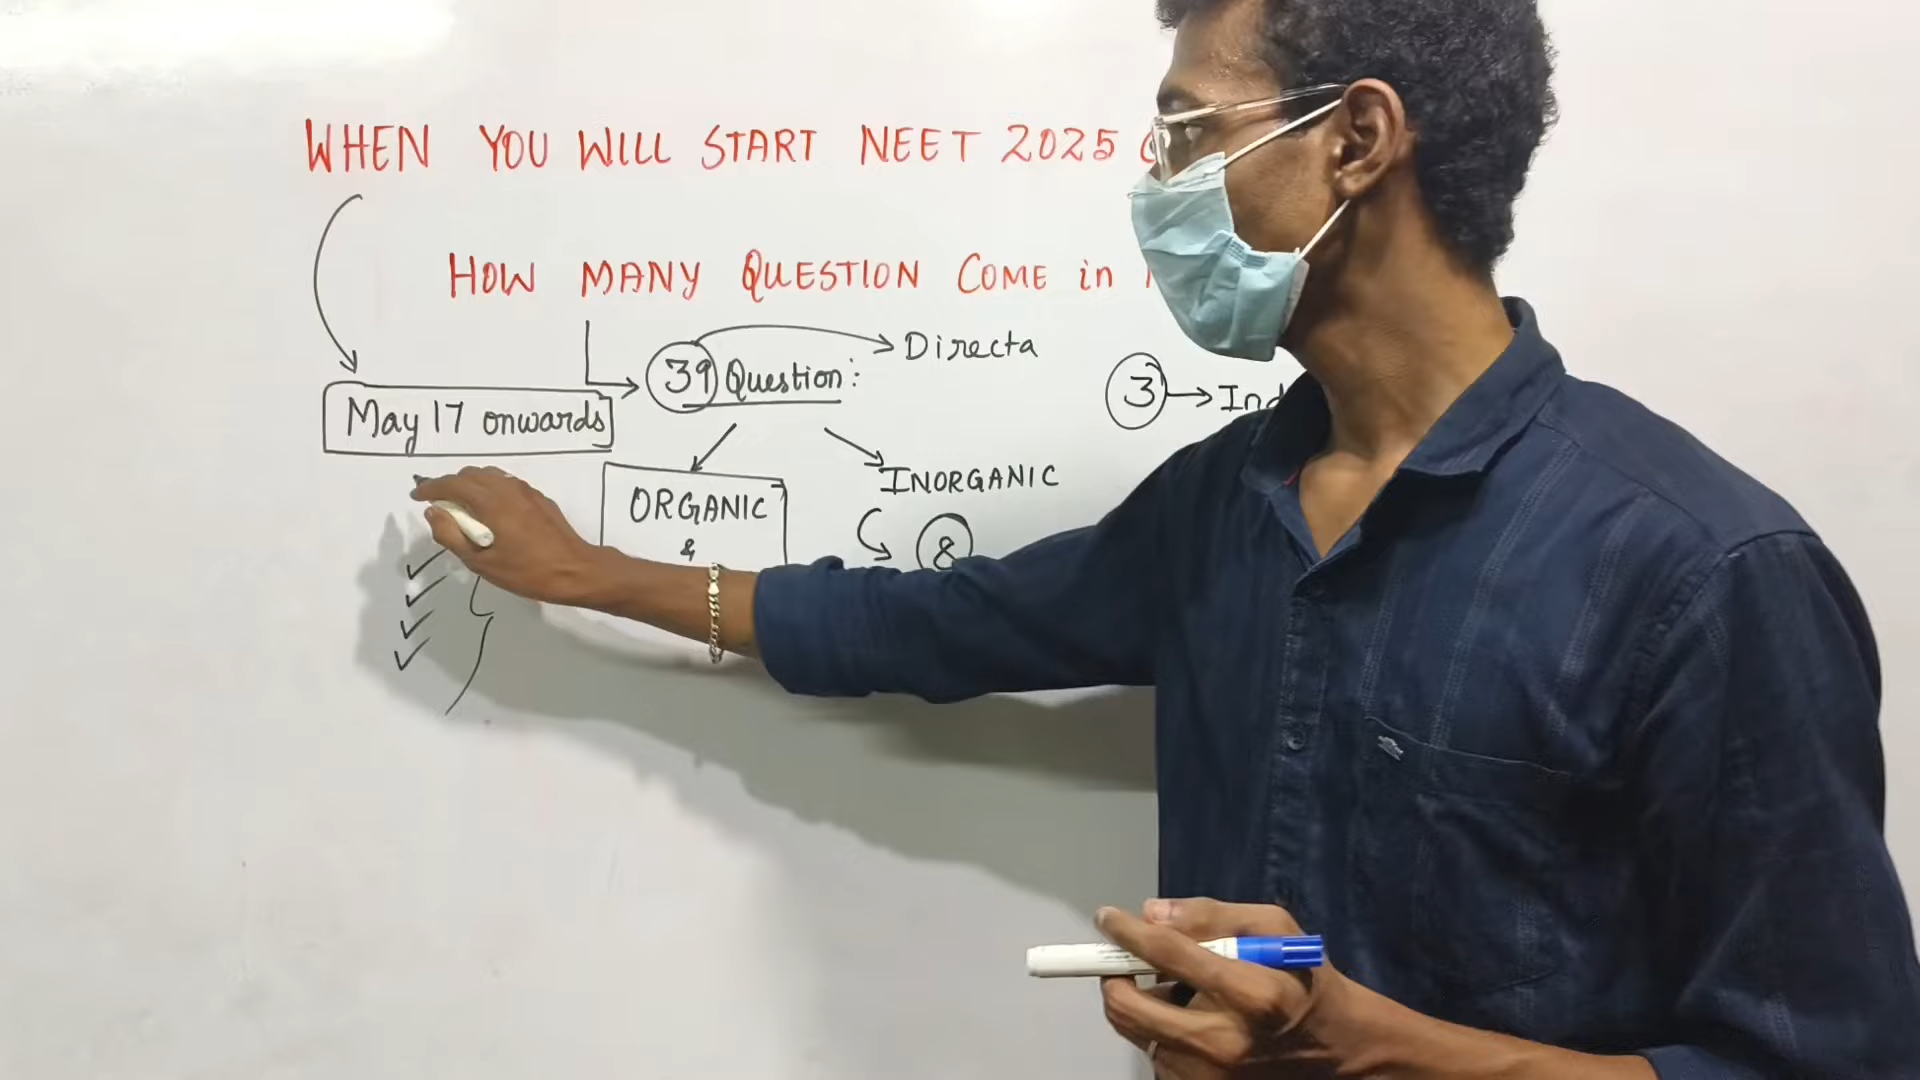 WHEN YOU WILL START NEET 2025
HOW MANY QUESTION COME in
39 Question:
Directa
3
May 17 onwards
ORGANIC
&
INORGANIC
8